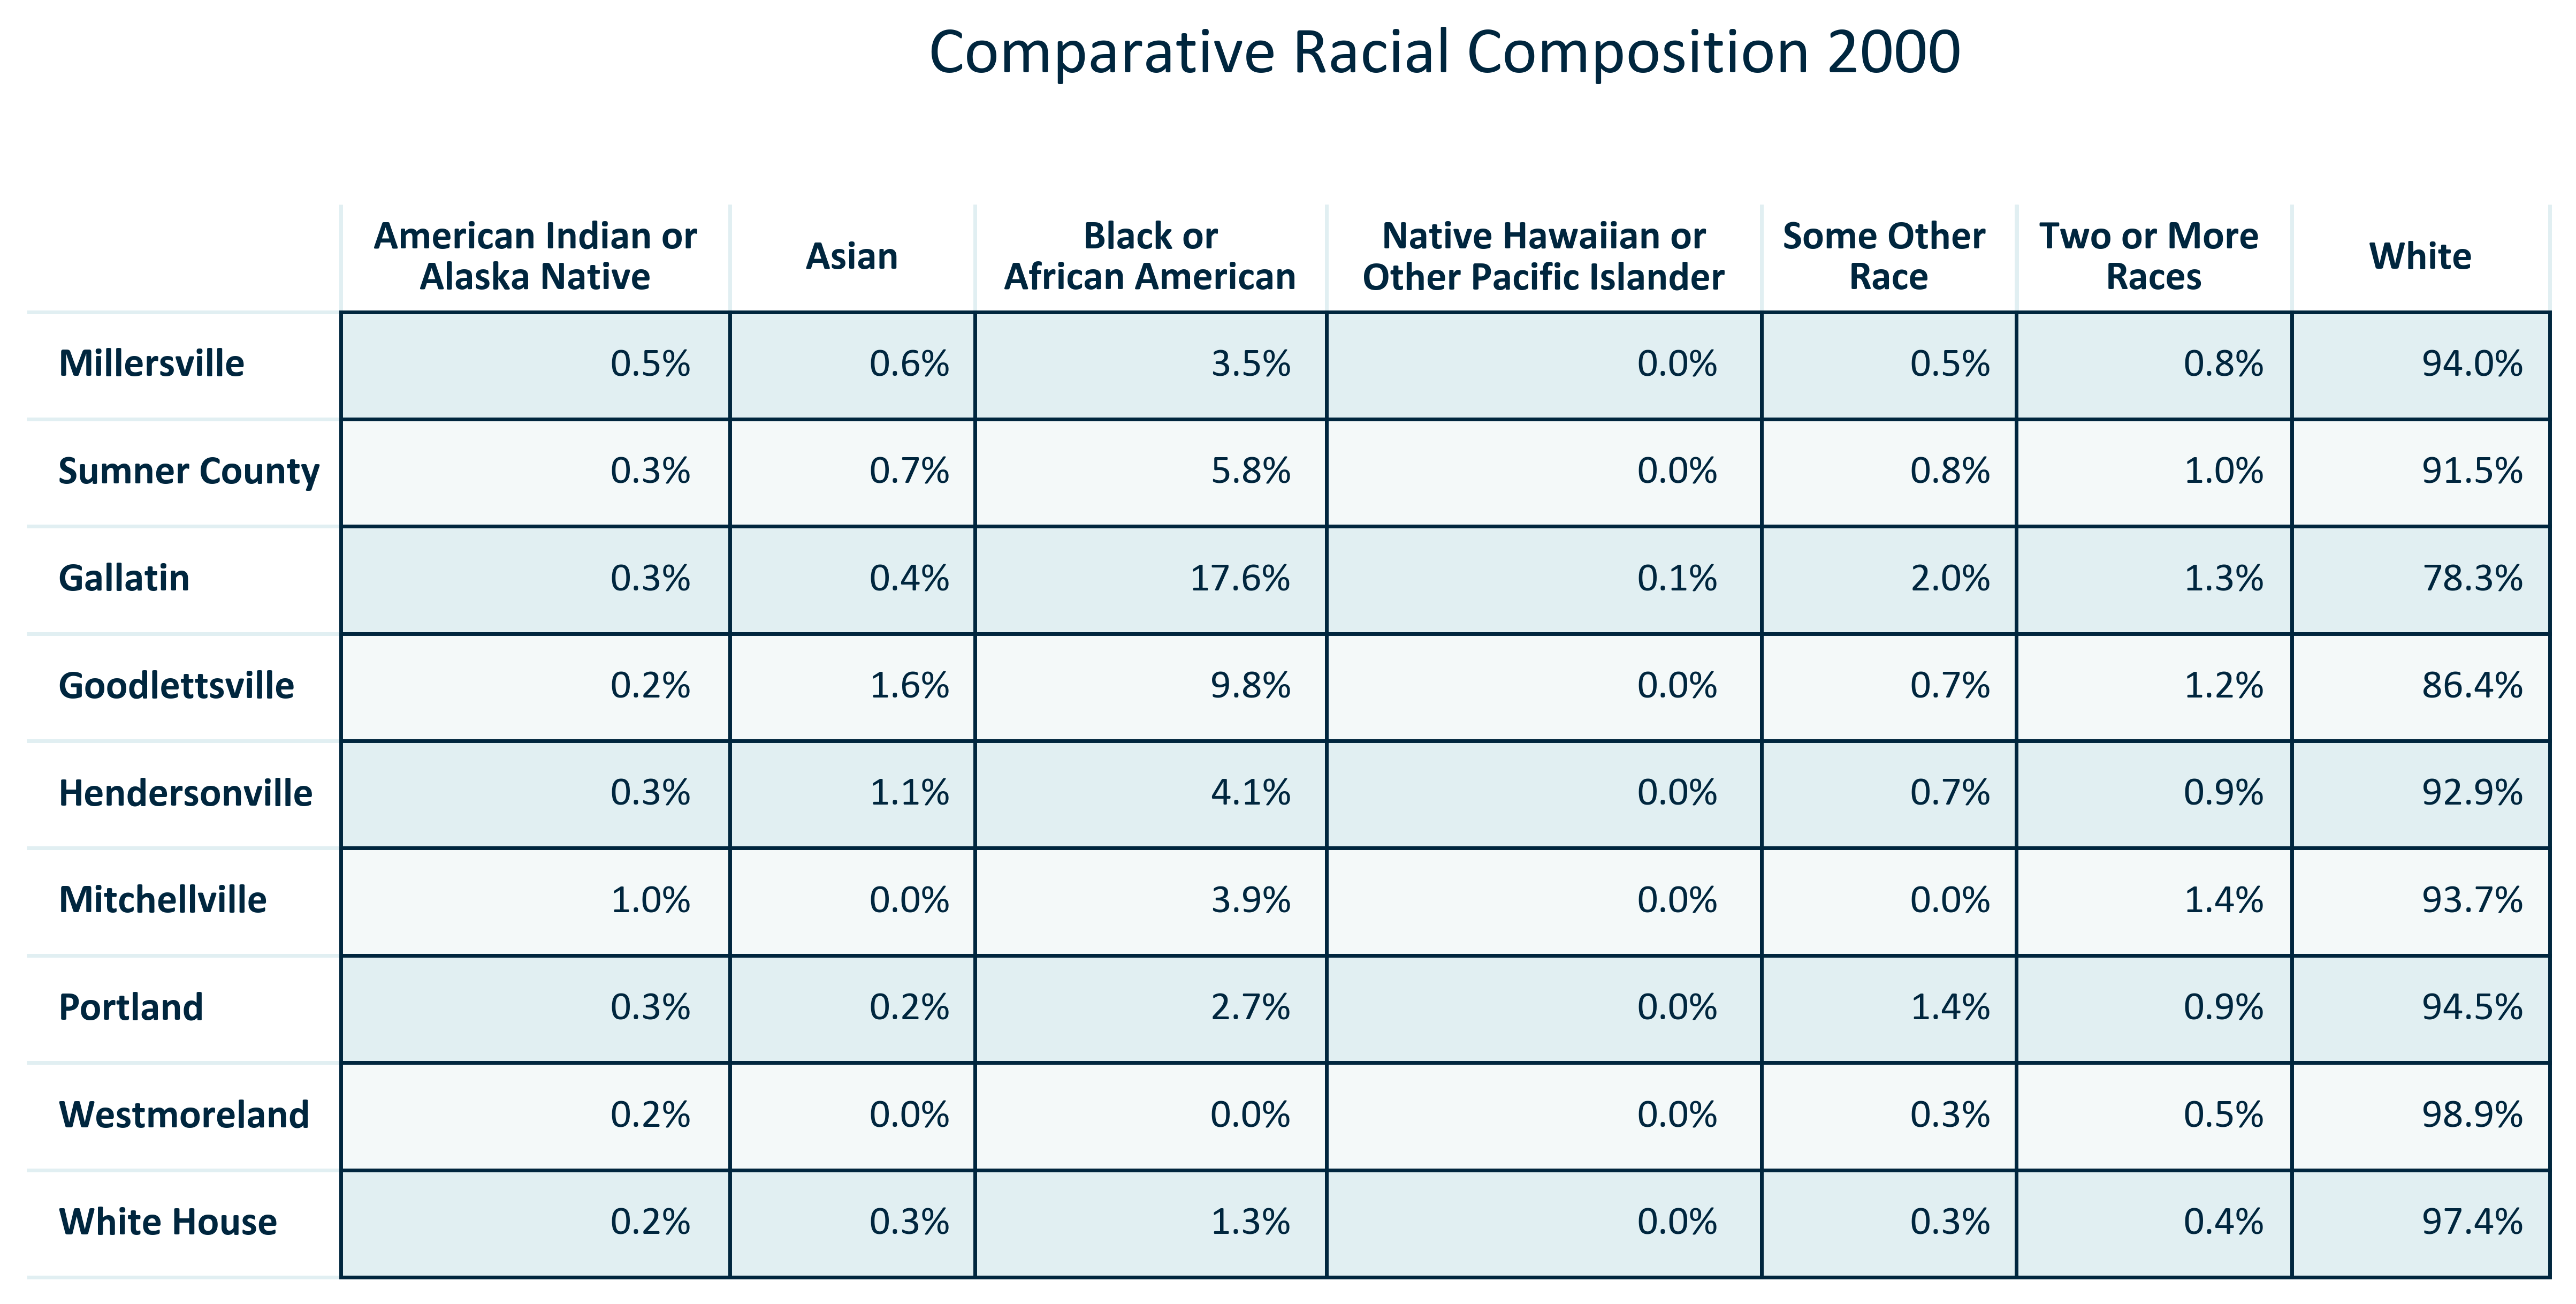 Comparative Racial Composition 2000
American Indian or
Alaska Native
Asian
Black or
African American
Native Hawaiian or
Other Pacific Islander
Some Other
Race
Two or More
Races
White
Millersville 0.5% 0.6% 3.5% 0.0% 0.5% 0.8% 94.0%
Sumner County 0.3% 0.7% 5.8% 0.0% 0.8% 1.0% 91.5%
Gallatin 0.3% 0.4% 17.6% 0.1% 2.0% 1.3% 78.3%
Goodlettsville 0.2% 1.6% 9.8% 0.0% 0.7% 1.2% 86.4%
Hendersonville 0.3% 1.1% 4.1% 0.0% 0.7% 0.9% 92.9%
Mitchellville 1.0% 0.0% 3.9% 0.0% 0.0% 1.4% 93.7%
Portland 0.3% 0.2% 2.7% 0.0% 1.4% 0.9% 94.5%
Westmoreland 0.2% 0.0% 0.0% 0.0% 0.3% 0.5% 98.9%
White House 0.2% 0.3% 1.3% 0.0% 0.3% 0.4% 97.4%